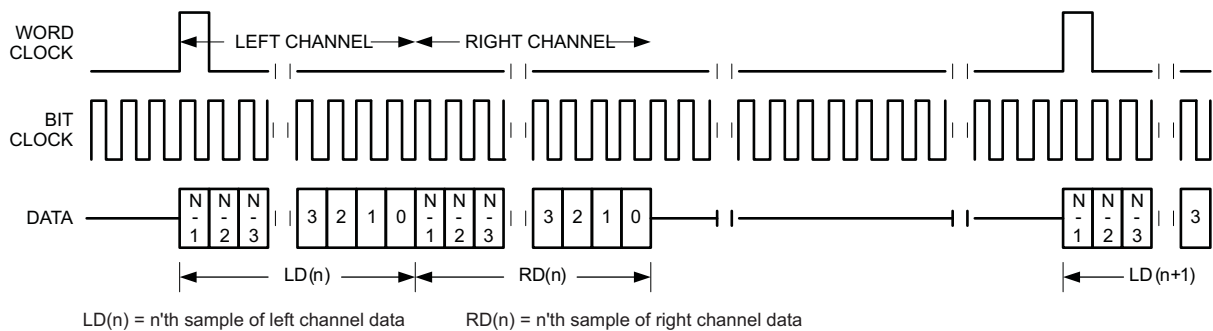 WORD
CLOCK
LEFT CHANNEL
RIGHT CHANNEL
BIT
CLOCK
DATA
N-1 N-2 N-3 3 2 1 0 N-1 N-2 N-3 3 2 1 0 N-1 N-2 N-3 3
LD(n) RD(n) LD(n+1)
LD(n) = n'th sample of left channel data RD(n) = n'th sample of right channel data